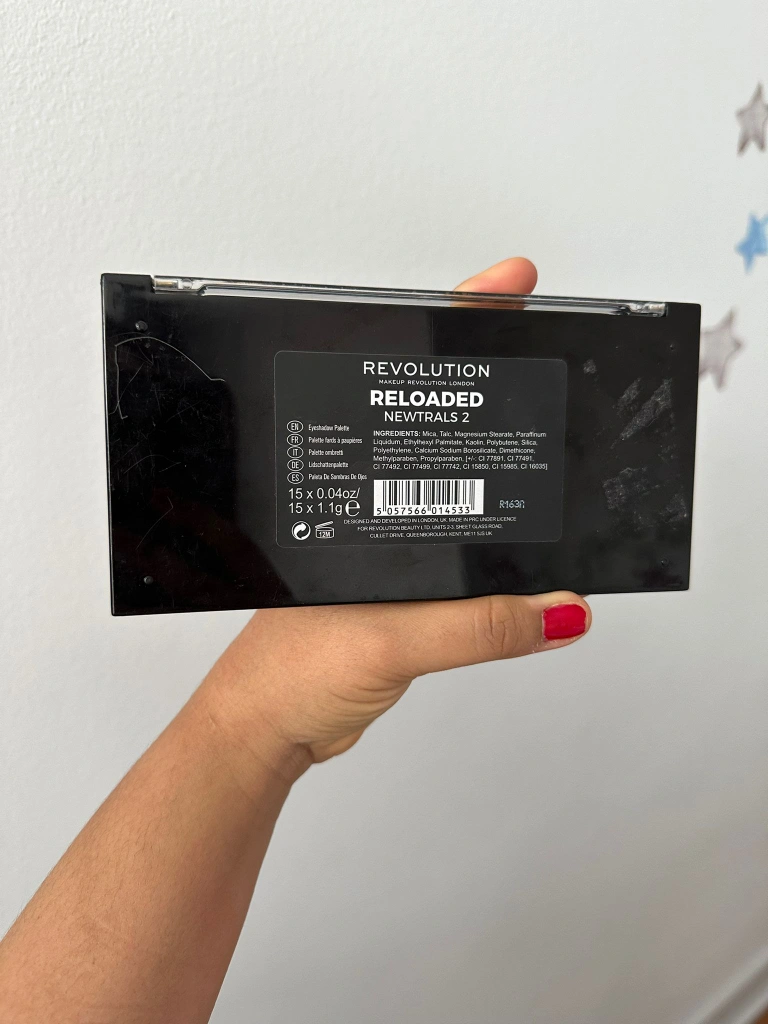 REVOLUTION
MAKEUP REVOLUTION LONDON
RELOADED
NEWTRALS 2
EN Eyeshadow Palette
FR Palette fards à paupières
IT Palette ombretti
DE Lidschattenpalette
ES Paleta De Sombras De Ojos
15 x 0.04oz/
15 x 1.1g e
12M
INGREDIENTS: Mica, Talc, Magnesium Stearate, Paraffinum
Liquidum, Ethylhexyl Palmitate, Kaolin, Polybutene, Silica,
Polyethylene, Calcium Sodium Borosilicate, Dimethicone,
Methylparaben, Propylparaben, [+/- CI 77891, CI 77491,
CI 77492, CI 77499, CI 77742, CI 15850, CI 15985, CI 16035]
5 057566 014533
R163A
DESIGNED AND DEVELOPED IN LONDON, UK. MADE IN PRC UNDER LICENCE
FOR REVOLUTION BEAUTY LTD, UNITS 2-3, SHEET GLASS ROAD,
CULLET DRIVE, QUEENBOROUGH, KENT, ME11 5JS UK